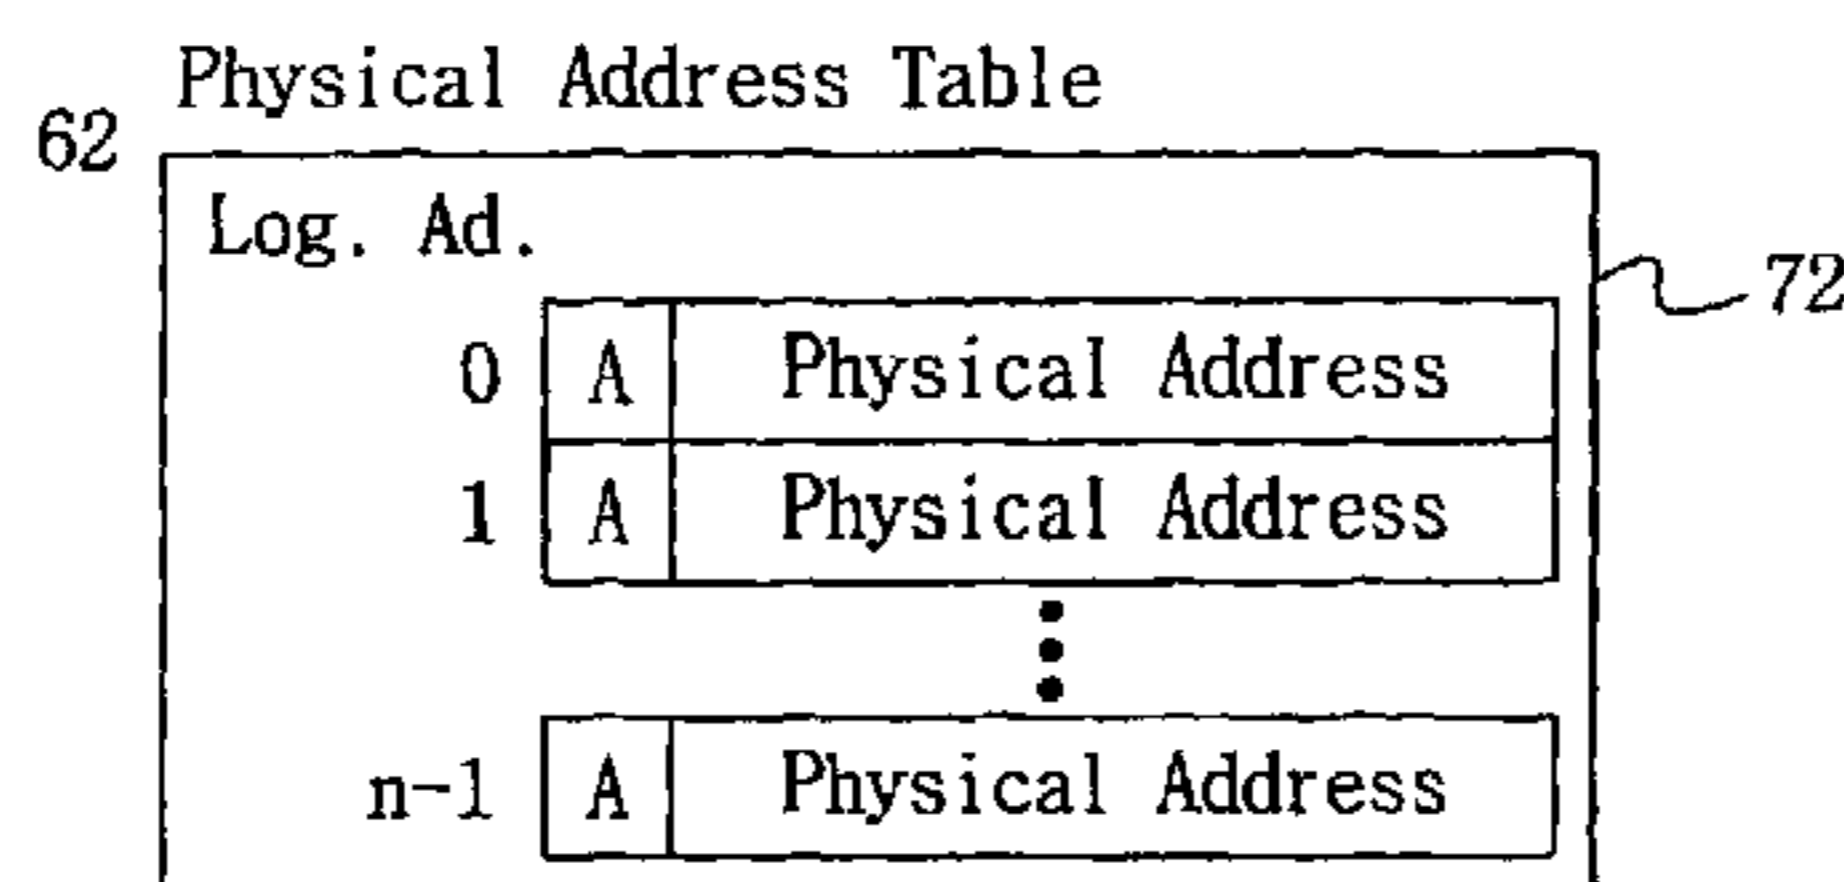 Physical Address Table
62
Log. Ad.
72
0 A Physical Address
1 A Physical Address
n-1 A Physical Address